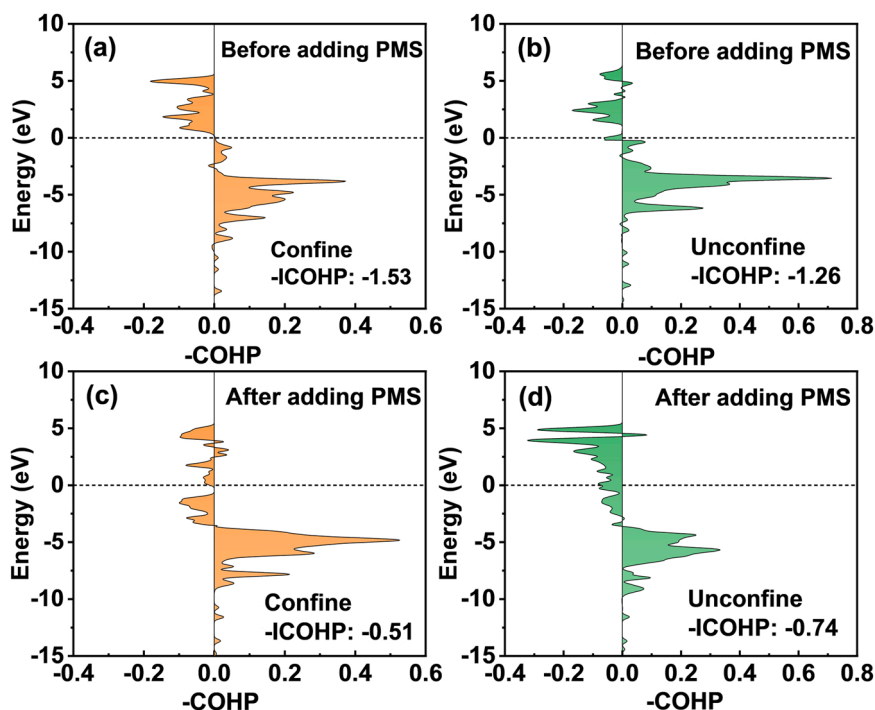 (a)
Before adding PMS
Energy (eV)
10
5
0
-5
-10
-15
Confine
-ICOHP: -1.53
-0.4 -0.2 0.0 0.2 0.4 0.6
-COHP
(b)
Before adding PMS
Energy (eV)
10
5
0
-5
-10
-15
Unconfine
-ICOHP: -1.26
-0.4 -0.2 0.0 0.2 0.4 0.6 0.8
-COHP
(c)
After adding PMS
Energy (eV)
10
5
0
-5
-10
-15
Confine
-ICOHP: -0.51
-0.4 -0.2 0.0 0.2 0.4 0.6
-COHP
(d)
After adding PMS
Energy (eV)
10
5
0
-5
-10
-15
Unconfine
-ICOHP: -0.74
-0.4 -0.2 0.0 0.2 0.4 0.6 0.8
-COHP